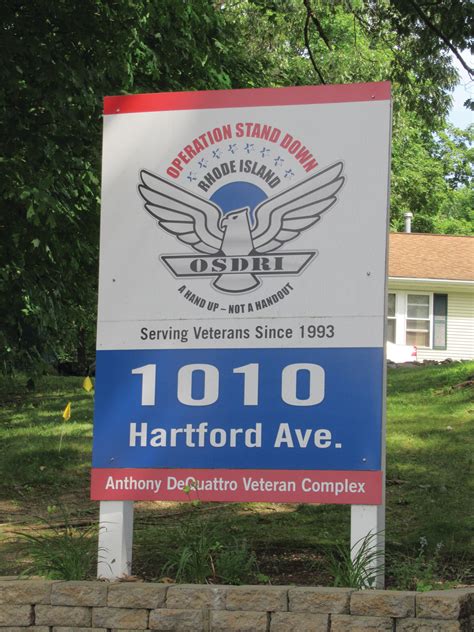 OPERATION STAND DOWN
RHODE ISLAND
OSDRI
A HAND UP – NOT A HANDOUT
Serving Veterans Since 1993
1010
Hartford Ave.
Anthony DeQuattro Veteran Complex